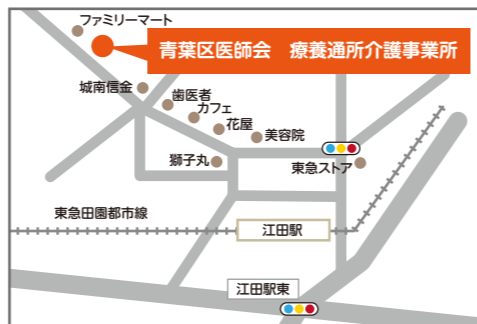 ファミリーマート
青葉区医師会　療養通所介護事業所
城南信金
歯医者
カフェ
花屋
美容院
獅子丸
東急ストア
東急田園都市線
江田駅
江田駅東